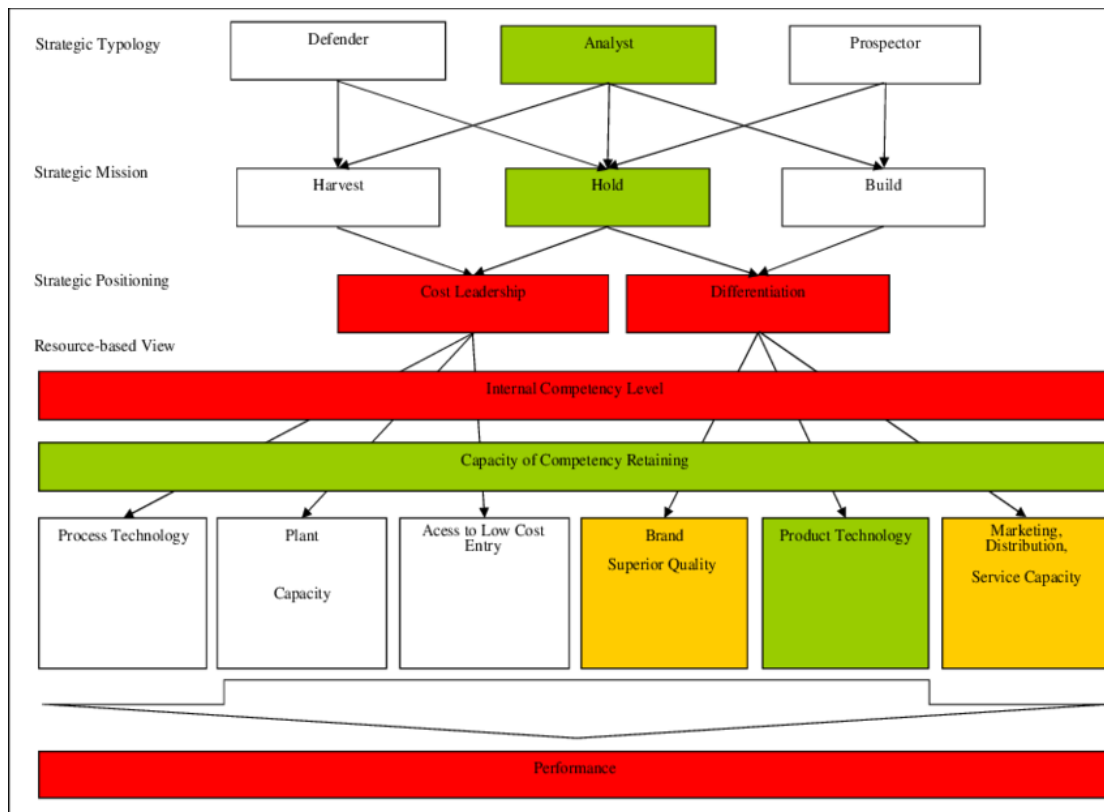 Strategic Typology
Defender
Analyst
Prospector
Strategic Mission
Harvest
Hold
Build
Strategic Positioning
Cost Leadership
Differentiation
Resource-based View
Internal Competency Level
Capacity of Competency Retaining
Process Technology
Plant
Capacity
Acess to Low Cost
Entry
Brand
Superior Quality
Product Technology
Marketing,
Distribution,
Service Capacity
Performance